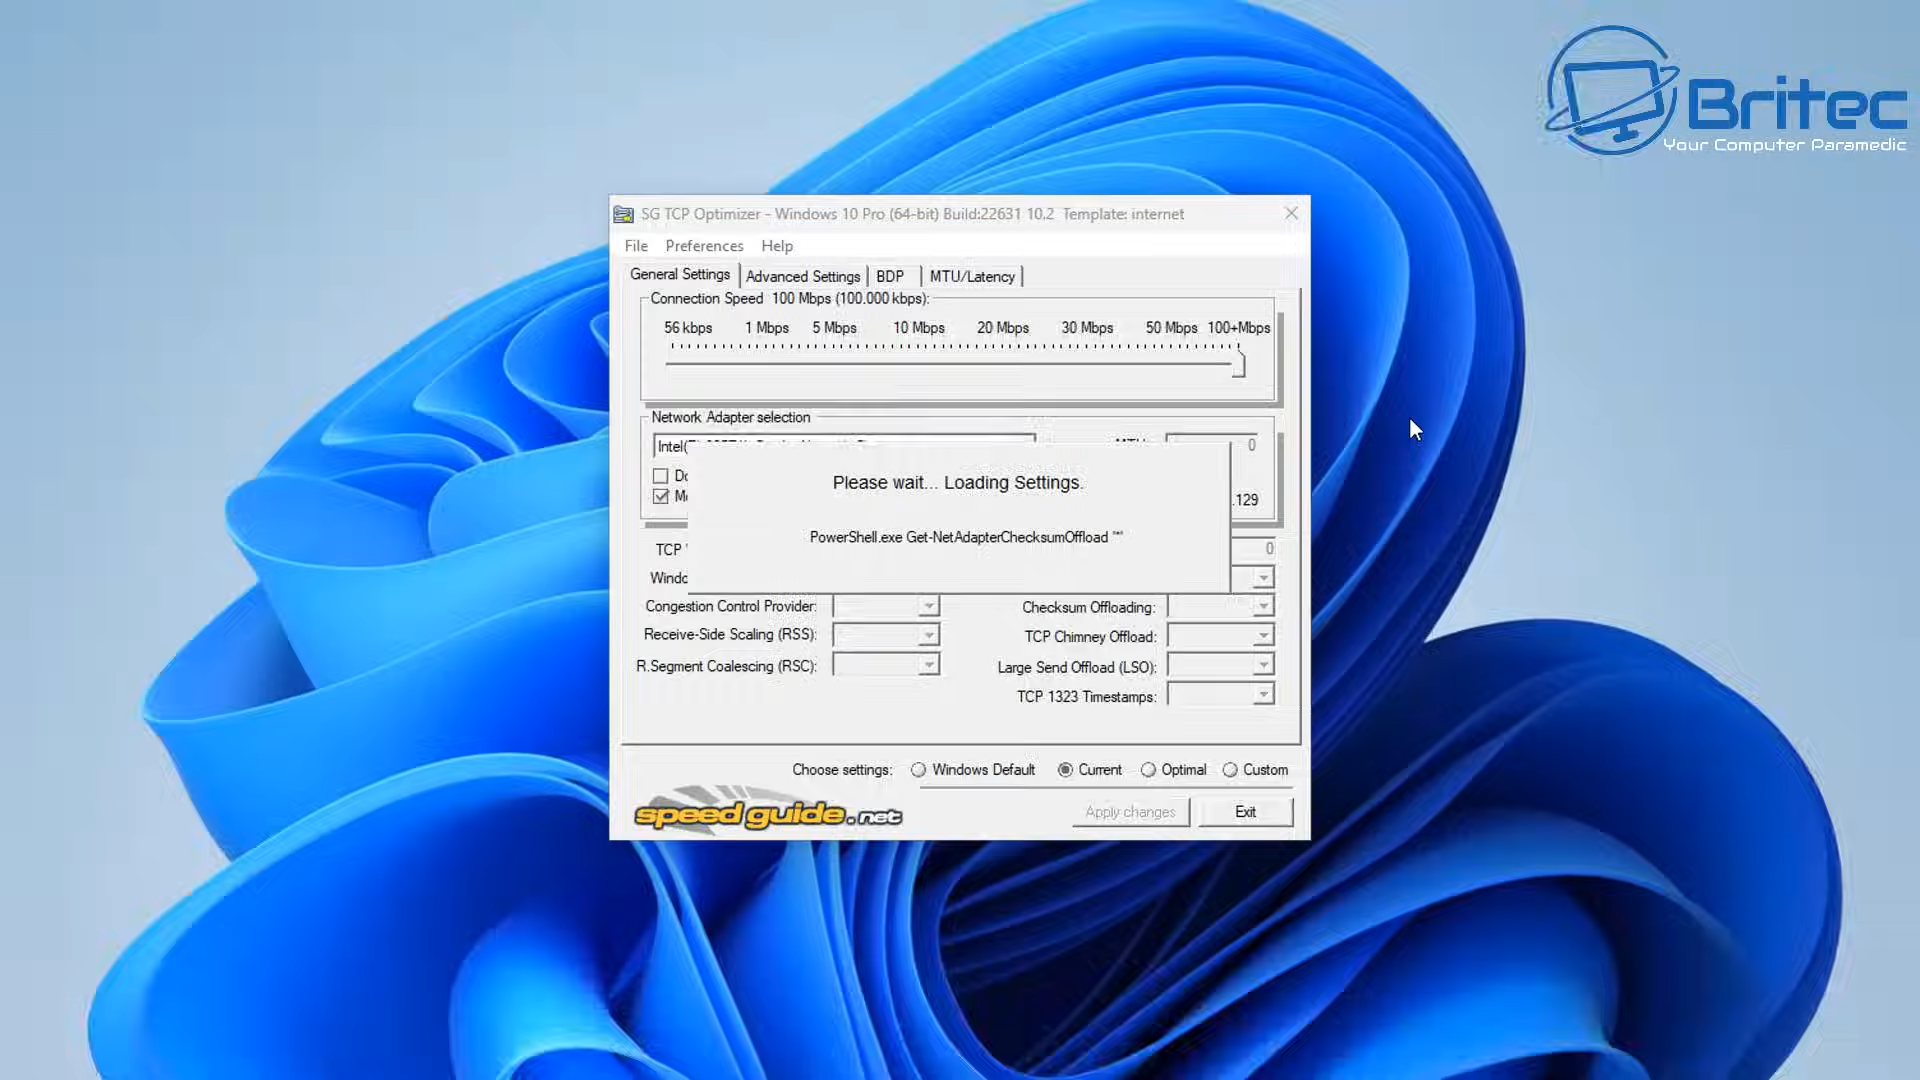 Britec
Your Computer Paramedic
SG TCP Optimizer - Windows 10 Pro (64-bit) Build:22631 10.2 Template: internet
File Preferences Help
General Settings Advanced Settings BDP MTU/Latency
Connection Speed 100 Mbps (100.000 kbps):
56 kbps 1 Mbps 5 Mbps 10 Mbps 20 Mbps 30 Mbps 50 Mbps 100+Mbps
Network Adapter selection
0
Please wait... Loading Settings.
.129
PowerShell.exe Get-NetAdapterChecksumOffload "*"
TCP 0
Congestion Control Provider: Checksum Offloading:
Receive-Side Scaling (RSS): TCP Chimney Offload:
R.Segment Coalescing (RSC): Large Send Offload (LSO):
TCP 1323 Timestamps:
Choose settings: Windows Default Current Optimal Custom
speed guide.net Apply changes Exit